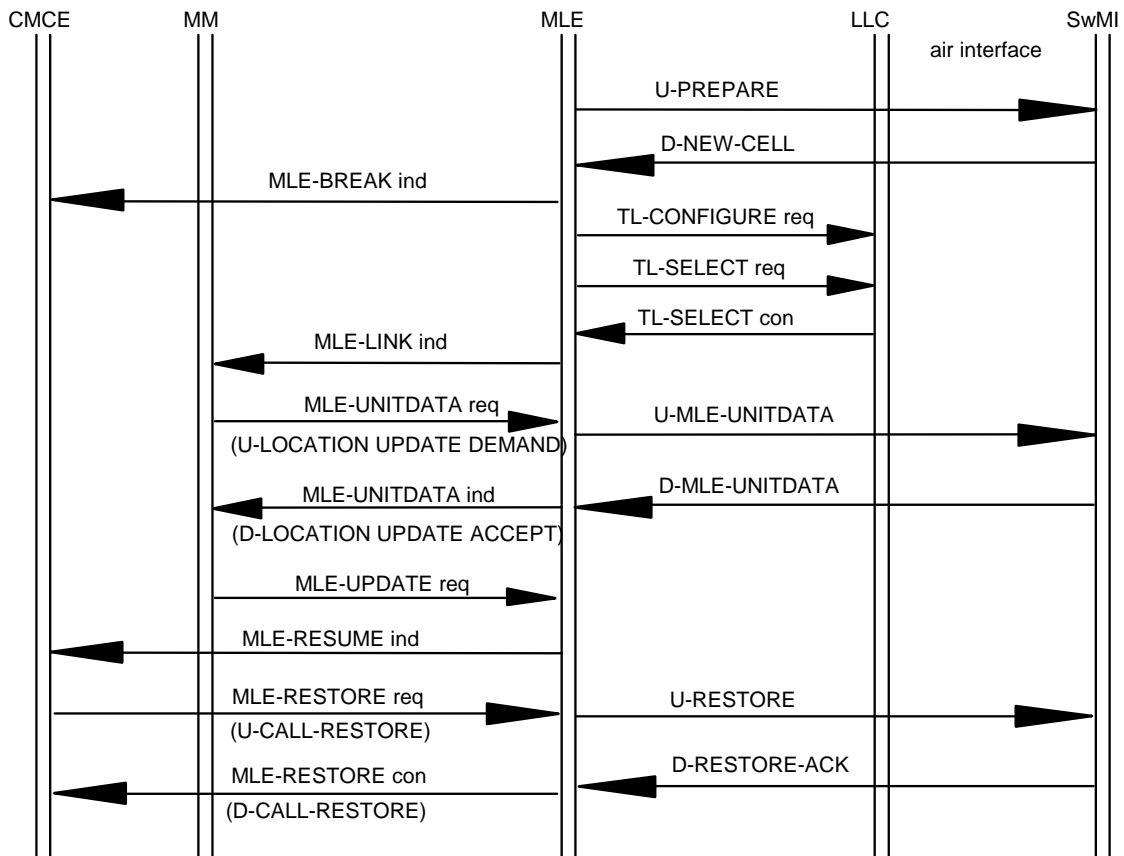 CMCE MM MLE LLC SwMI
air interface
U-PREPARE
D-NEW-CELL
MLE-BREAK ind
TL-CONFIGURE req
TL-SELECT req
TL-SELECT con
MLE-LINK ind
MLE-UNITDATA req
U-MLE-UNITDATA
(U-LOCATION UPDATE DEMAND)
D-MLE-UNITDATA
MLE-UNITDATA ind
(D-LOCATION UPDATE ACCEPT)
MLE-UPDATE req
MLE-RESUME ind
MLE-RESTORE req
U-RESTORE
(U-CALL-RESTORE)
D-RESTORE-ACK
MLE-RESTORE con
(D-CALL-RESTORE)